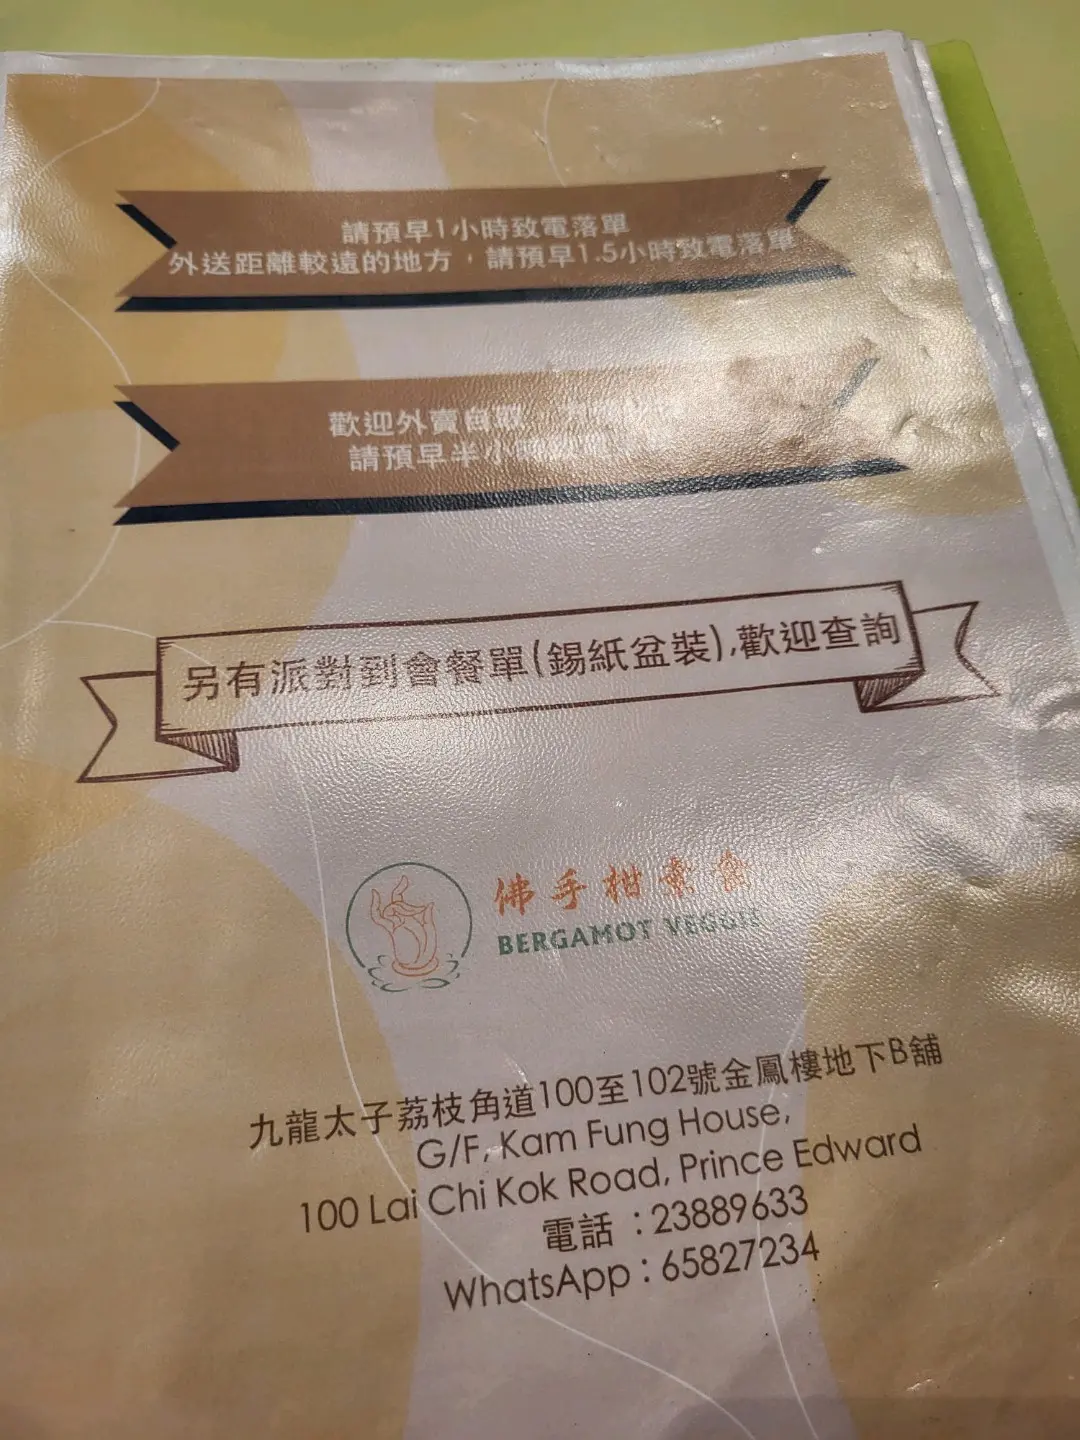 請預早1小時致電落單
外送距離較遠的地方，請預早1.5小時致電落單
歡迎外賣自取
請預早半小時
另有派對到會餐單(錫紙盆裝),歡迎查詢
佛手柑素食
BERGAMOT VEGGIE
九龍太子荔枝角道100至102號金鳳樓地下B舖
G/F, Kam Fung House,
100 Lai Chi Kok Road, Prince Edward
電話：23889633
WhatsApp : 65827234